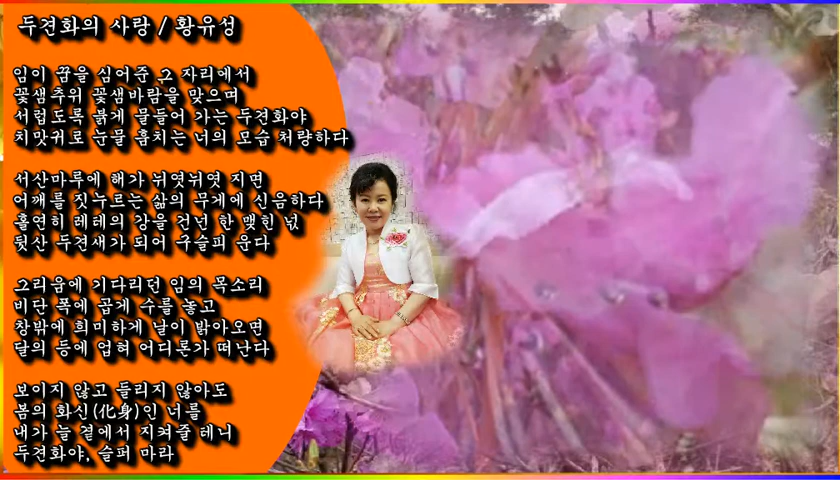 두견화의 사랑 / 황유성
임이 꿈을 심어준 그 자리에서
꽃샘추위 꽃샘바람을 맞으며
서럽도록 붉게 물들어 가는 두견화야
치맛귀로 눈물 훔치는 너의 모습 처량하다
서산마루에 해가 뉘엿뉘엿 지면
어깨를 짓누르는 삶의 무게에 신음하다
홀연히 레테의 강을 건넌 한 맺힌 넋
뒷산 두견새가 되어 구슬피 운다
그리움에 기다리던 임의 목소리
비단 폭에 곱게 수를 놓고
창밖에 희미하게 날이 밝아오면
달의 등에 업혀 어디론가 떠난다
보이지 않고 들리지 않아도
봄의 화신(化身)인 너를
내가 늘 곁에서 지켜줄 테니
두견화야, 슬퍼 마라